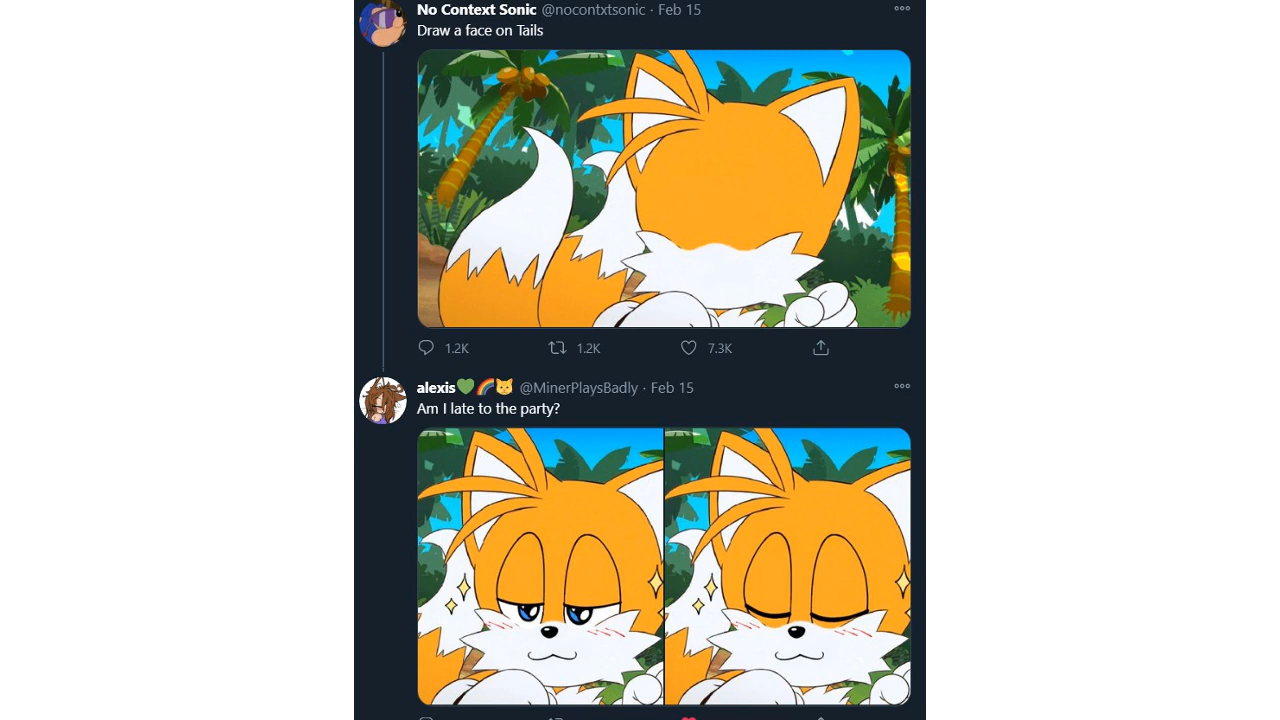 No Context Sonic @nocontxtsonic · Feb 15
Draw a face on Tails
1.2K 1.2K 7.3K
alexis💚🌈🐱 @MinerPlaysBadly · Feb 15
Am I late to the party?